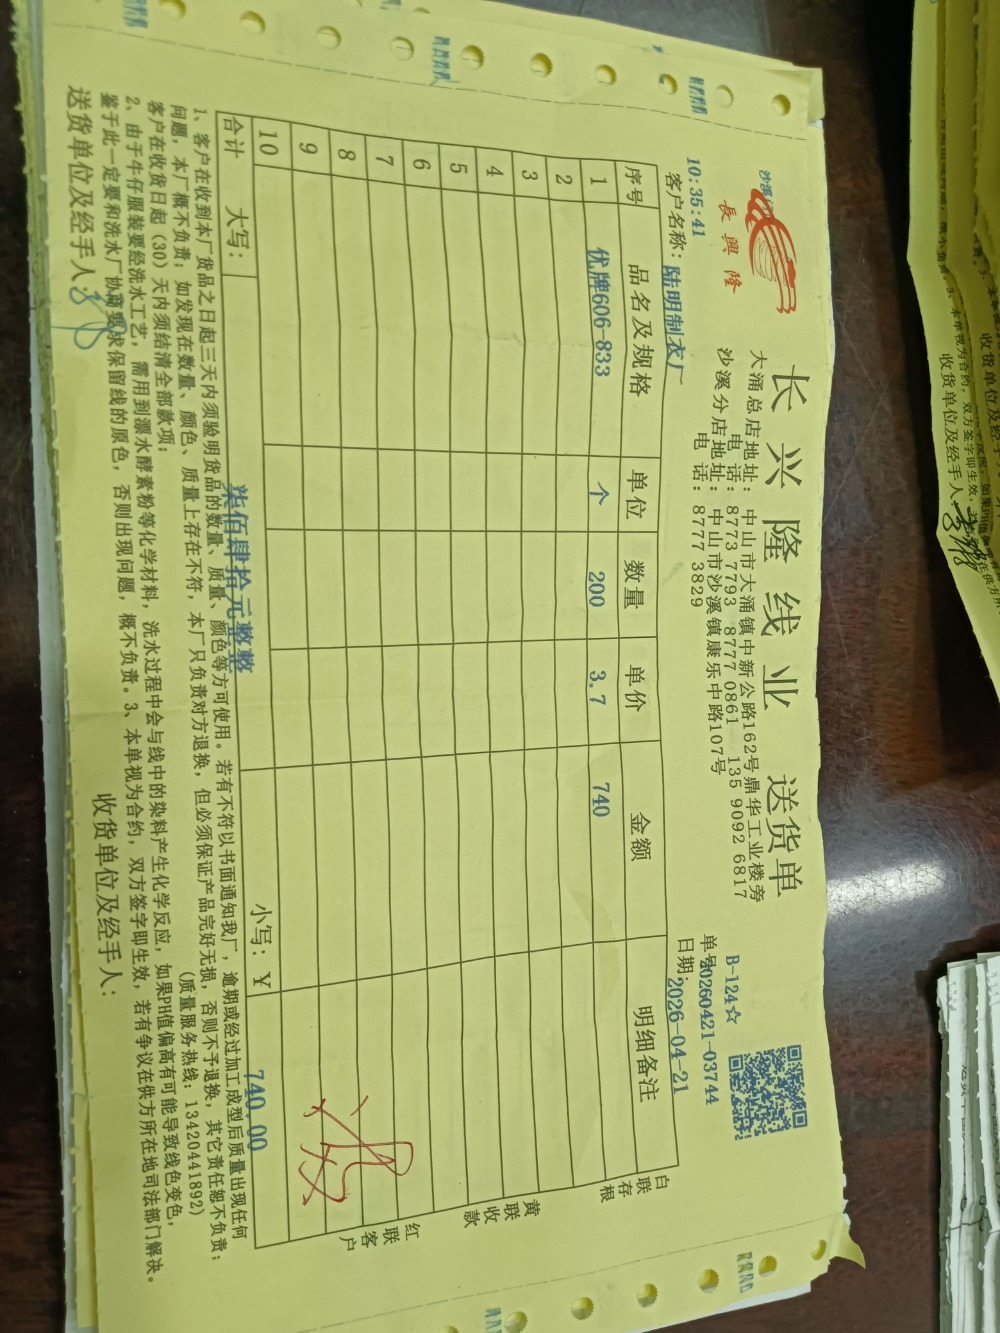 長興隆
长兴隆线业 送货单
大涌总店地址：中山市大涌镇中新公路162号鼎华工业楼旁
电 话：8773 7793 8777 0861 135 9092 6817
沙溪分店地址：中山市沙溪镇康乐中路107号
电 话：8777 3829
B-124☆
单号：20260421-03744
日期：2026-04-21
10:35:41
客户名称：陆明制衣厂
序号 品名及规格 单位 数量 单价 金额 明细备注
1 优牌606-833 个 200 3.7 740
2
3
4
5
6
7
8
9
10
合计 大写： 柒佰肆拾元整整 小写：￥ 740.00
白联存根
黄联收款
红联客户
1、客户在收到本厂货品之日起三天内须验明货品的数量、质量、颜色等方可使用。若有不符以书面通知我厂，逾期或经过加工成型后质量出现任何
问题，本厂概不负责；如发现在数量、颜色、质量上存在不符，本厂只负责对方退换，但必须保证产品完好无损，否则不予退换，其它责任恕不负责；
客户在收货日起（30）天内须结清全部款项； （质量服务热线：13420441892）
2、由于牛仔服装要经洗水工艺，需用到漂水酵素粉等化学材料，洗水过程中会与线中的染料产生化学反应，如果PH值偏高有可能导致线色变色，
鉴于此一定要和洗水厂协商要求保留线的原色，否则出现问题，概不负责。3、本单视为合约，双方签字即生效，若有争议在供方所在地司法部门解决。
送货单位及经手人：
收货单位及经手人：
收货单位及经手人